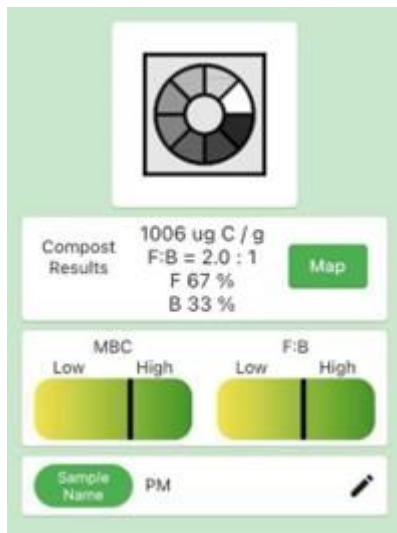 Compost Results
1006 ug C / g
F:B = 2.0 : 1
F 67 %
B 33 %
Map
MBC
Low High
F:B
Low High
Sample Name
PM